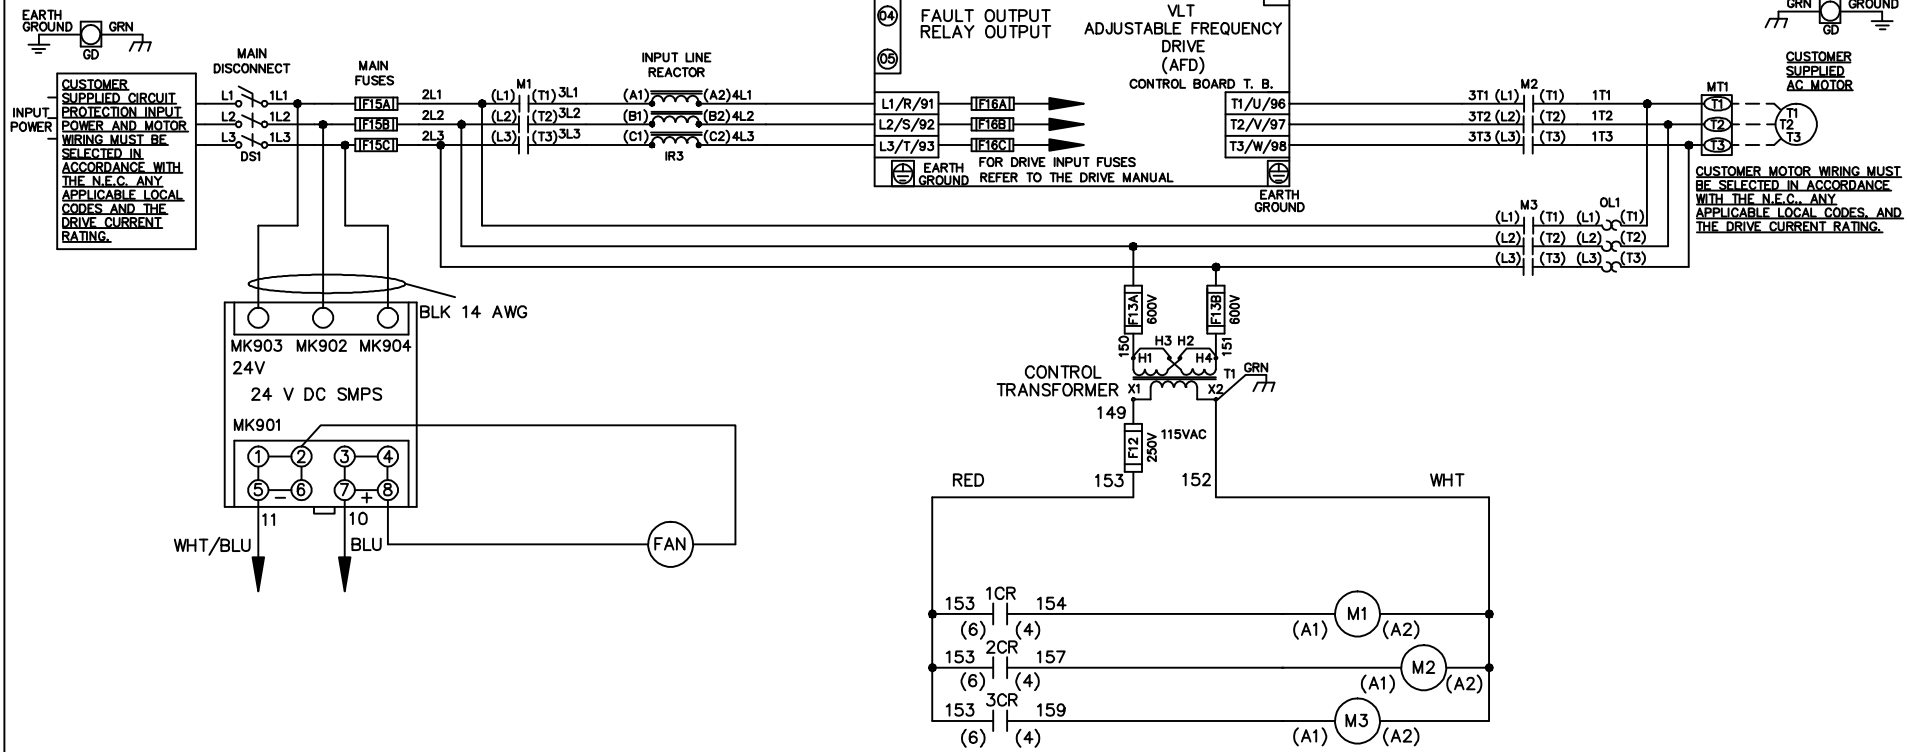 EARTH
GROUND
GRN
GD
MAIN
DISCONNECT
MAIN
FUSES
INPUT LINE
REACTOR
04
FAULT OUTPUT
RELAY OUTPUT
05
VLT
ADJUSTABLE FREQUENCY
DRIVE
(AFD)
CONTROL BOARD T. B.
GRN
GROUND
GD
CUSTOMER
SUPPLIED
AC MOTOR
INPUT
POWER
CUSTOMER
SUPPLIED CIRCUIT
PROTECTION INPUT
POWER AND MOTOR
WIRING MUST BE
SELECTED IN
ACCORDANCE WITH
THE N.E.C. ANY
APPLICABLE LOCAL
CODES AND THE
DRIVE CURRENT
RATING.
L1 1L1 F15A 2L1 (L1) M1 (T1) 3L1 (A1) (A2) 4L1 L1/R/91 F16A T1/U/96 3T1 (L1) M2 (T1) 1T1 MT1 T1 T1
L2 1L2 F15B 2L2 (L2) (T2) 3L2 (B1) (B2) 4L2 L2/S/92 F16B T2/V/97 3T2 (L2) (T2) 1T2 T2 T2
L3 1L3 F15C 2L3 (L3) (T3) 3L3 (C1) (C2) 4L3 L3/T/93 F16C T3/W/98 3T3 (L3) (T3) 1T3 T3 T3
DS1
IR3
EARTH
GROUND
FOR DRIVE INPUT FUSES
REFER TO THE DRIVE MANUAL
EARTH
GROUND
CUSTOMER MOTOR WIRING MUST
BE SELECTED IN ACCORDANCE
WITH THE N.E.C., ANY
APPLICABLE LOCAL CODES, AND
THE DRIVE CURRENT RATING.
M3 OL1
(L1) (T1) (L1) (T1)
(L2) (T2) (L2) (T2)
(L3) (T3) (L3) (T3)
BLK 14 AWG
MK903 MK902 MK904
24V
24 V DC SMPS
MK901
1 2 3 4
5 - 6 7 + 8
11 10
WHT/BLU BLU
FAN
F13A
600V
F13B
600V
150
151
H3 H2
H1 H4
CONTROL
TRANSFORMER
T1
GRN
X1 X2
149
F12
250V
115VAC
153 152
RED WHT
1CR
153 154 M1
(6) (4) (A1) (A2)
2CR
153 157 M2
(6) (4) (A1) (A2)
3CR
153 159 M3
(6) (4) (A1) (A2)